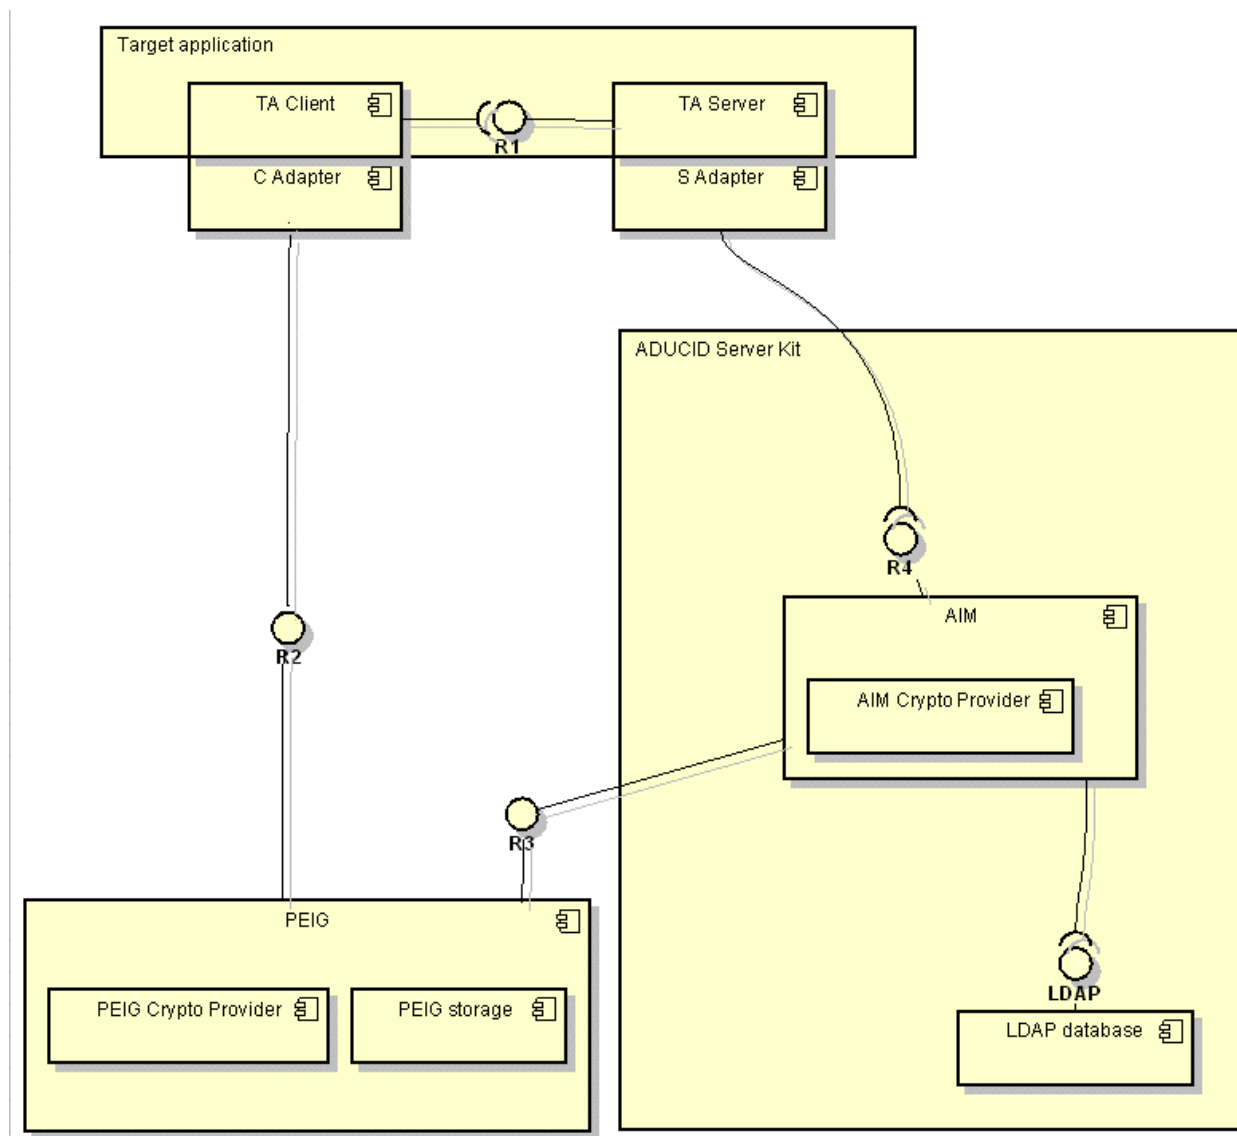 Target application
TA Client
TA Server
R1
C Adapter
S Adapter
ADUCID Server Kit
R4
AIM
R2
AIM Crypto Provider
R3
PEIG
LDAP
PEIG Crypto Provider
PEIG storage
LDAP database